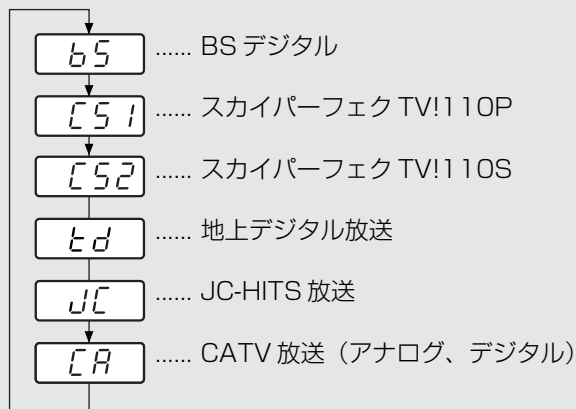 bS ...... BS デジタル
CS1 ...... スカイパーフェク TV!110P
CS2 ...... スカイパーフェク TV!110S
td ...... 地上デジタル放送
JC ...... JC-HITS 放送
CA ...... CATV 放送（アナログ、デジタル）